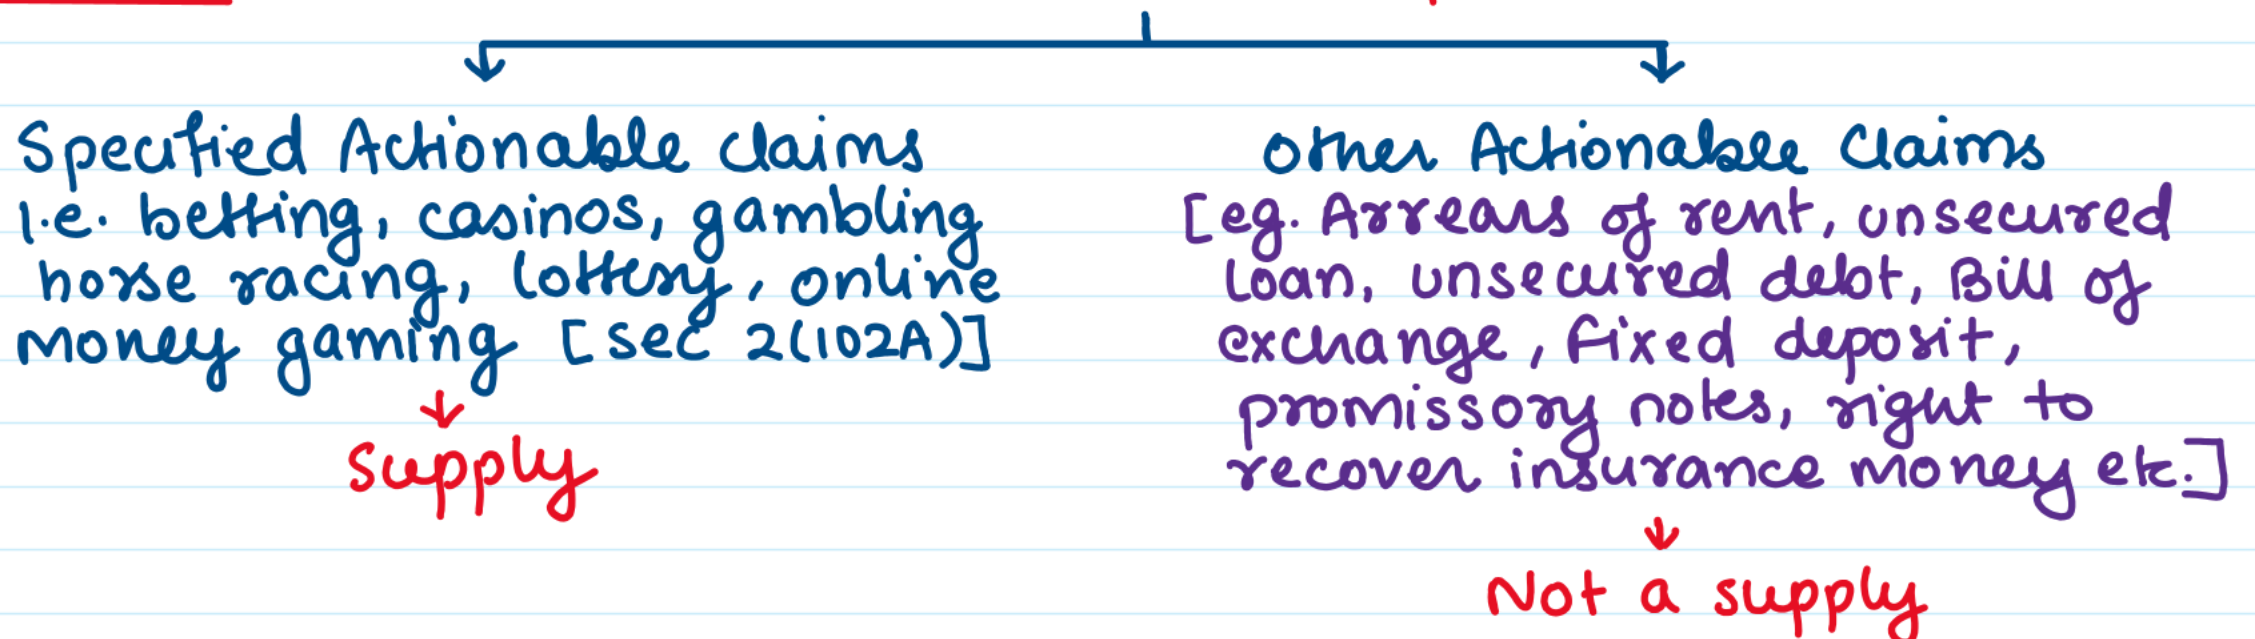 Specified Actionable claims
i.e. betting, casinos, gambling
horse racing, lottery, online
money gaming [sec 2(102A)]
Supply
Other Actionable Claims
[eg. Arrears of rent, unsecured
loan, unsecured debt, Bill of
exchange, fixed deposit,
promissory notes, right to
recover insurance money etc.]
Not a supply